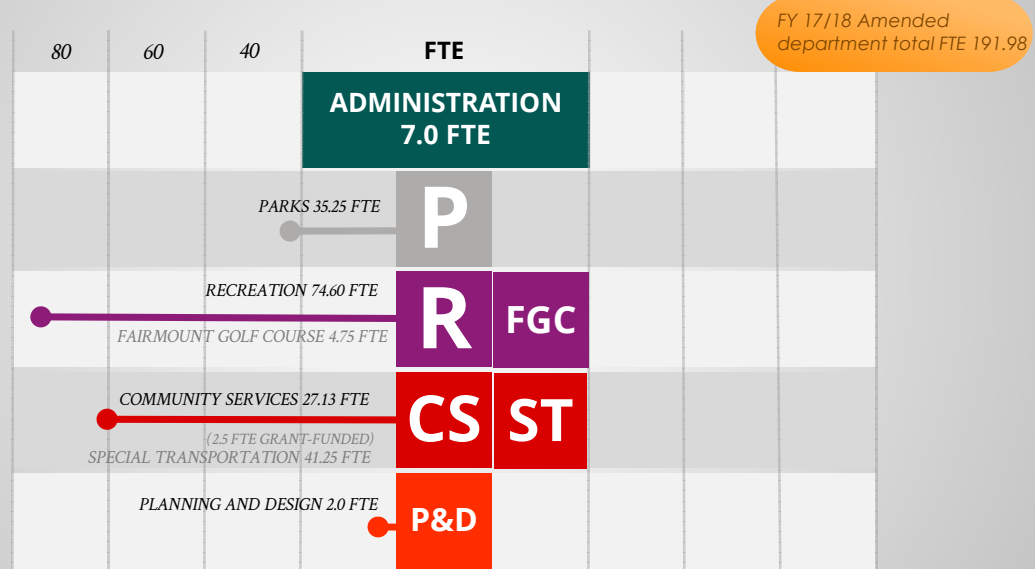 FY 17/18 Amended
department total FTE 191.98
80 60 40 FTE
ADMINISTRATION
7.0 FTE
PARKS 35.25 FTE
P
RECREATION 74.60 FTE
R FGC
FAIRMOUNT GOLF COURSE 4.75 FTE
COMMUNITY SERVICES 27.13 FTE
CS ST
(2.5 FTE GRANT-FUNDED)
SPECIAL TRANSPORTATION 41.25 FTE
PLANNING AND DESIGN 2.0 FTE
P&D